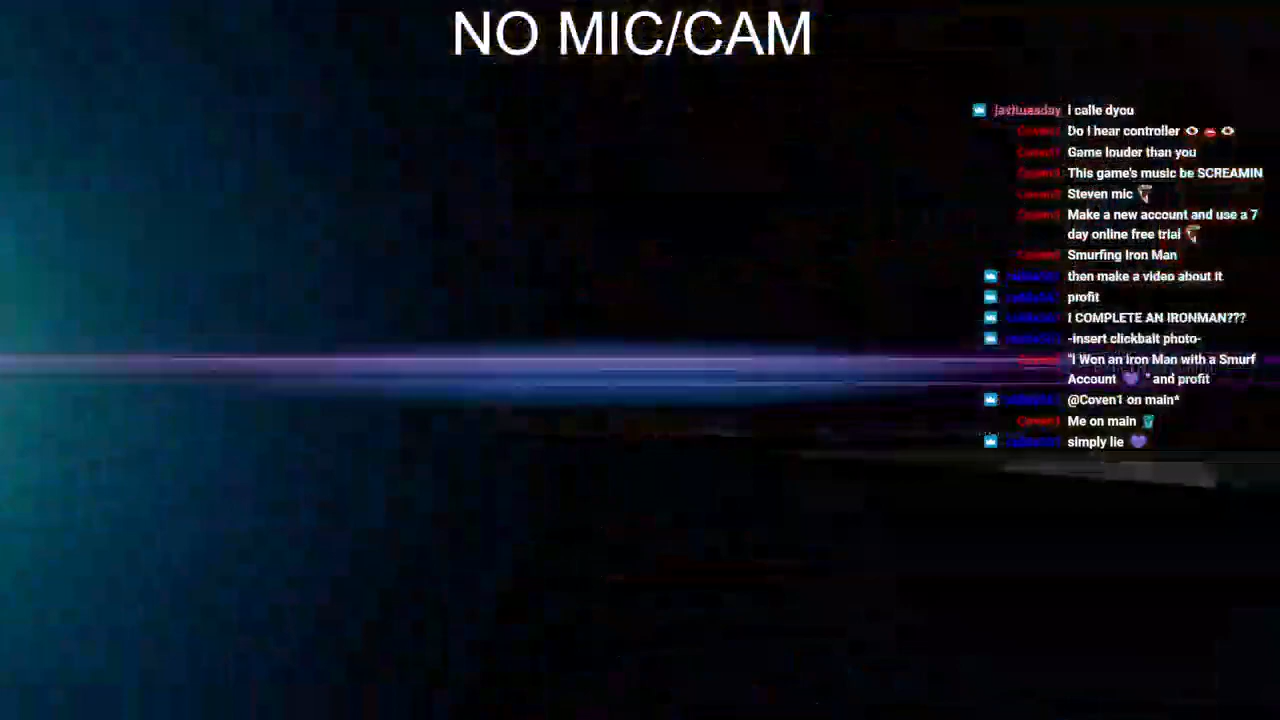 NO MIC/CAM
i calle dyou
Do I hear controller 👁️ 👄 👁️
Game louder than you
This game's music be SCREAMIN
Steven mic
Make a new account and use a 7
day online free trial
Smurfing Iron Man
then make a video about it
profit
I COMPLETE AN IRONMAN???
-insert clickbait photo-
"I Won an Iron Man with a Smurf
Account 💜 " and profit
@Coven1 on main*
Coven1 Me on main
simply lie 💜